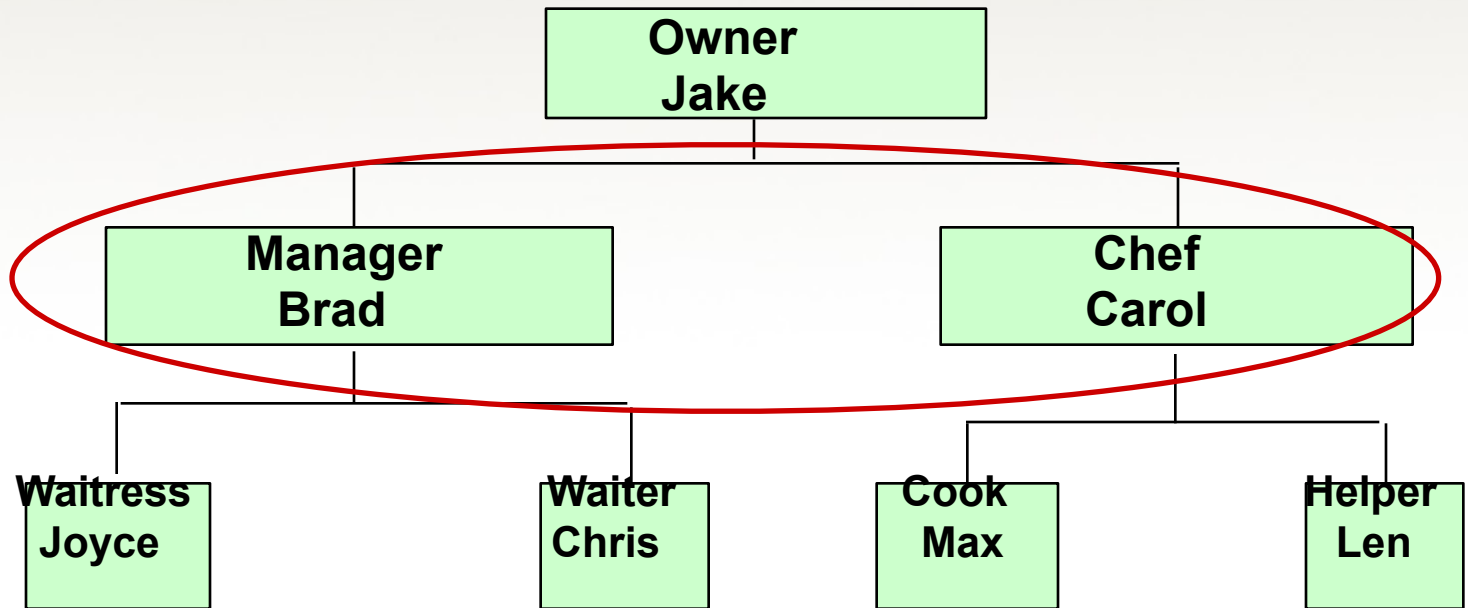 Owner
Jake
Manager
Brad
Chef
Carol
Waitress
Joyce
Waiter
Chris
Cook
Max
Helper
Len